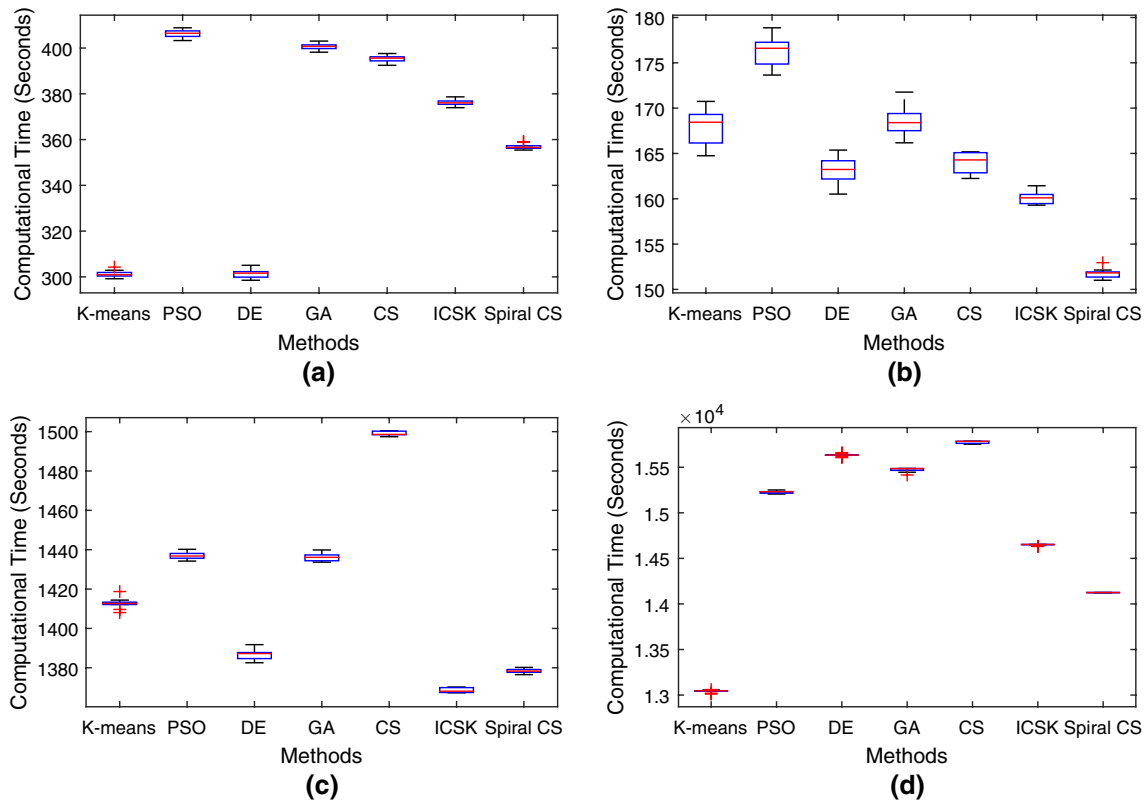 Computational Time (Seconds)
400
380
360
340
320
300
K-means PSO DE GA CS ICSK Spiral CS
Methods
(a)
Computational Time (Seconds)
180
175
170
165
160
155
150
K-means PSO DE GA CS ICSK Spiral CS
Methods
(b)
Computational Time (Seconds)
1500
1480
1460
1440
1420
1400
1380
K-means PSO DE GA CS ICSK Spiral CS
Methods
(c)
Computational Time (Seconds)
× 10⁴
1.55
1.5
1.45
1.4
1.35
1.3
K-means PSO DE GA CS ICSK Spiral CS
Methods
(d)